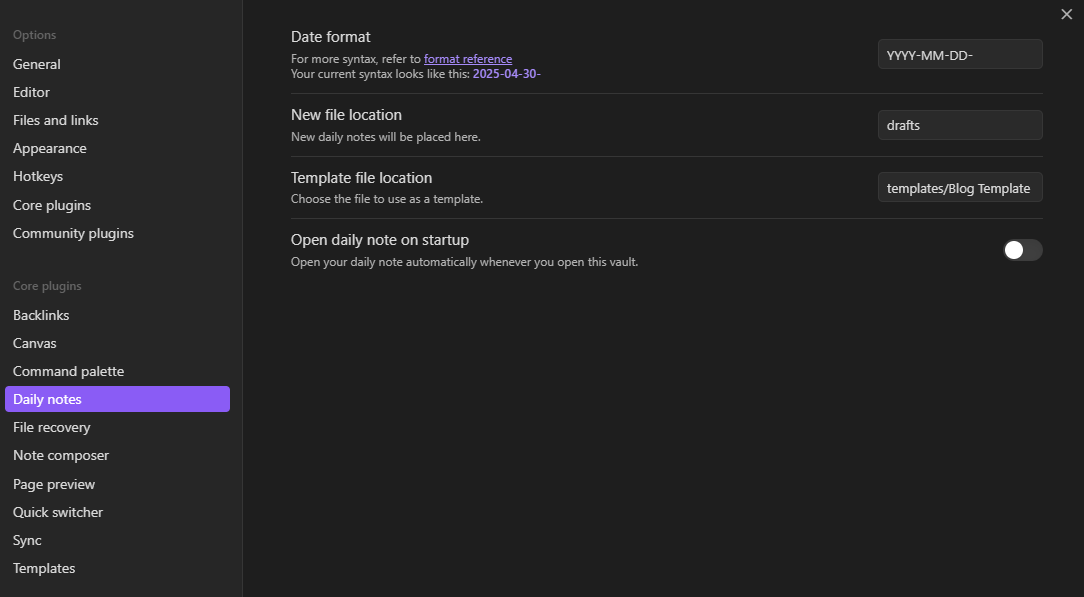 Options
General
Editor
Files and links
Appearance
Hotkeys
Core plugins
Community plugins
Core plugins
Backlinks
Canvas
Command palette
Daily notes
File recovery
Note composer
Page preview
Quick switcher
Sync
Templates
Date format
For more syntax, refer to format reference
Your current syntax looks like this: 2025-04-30-
YYYY-MM-DD-
New file location
New daily notes will be placed here.
drafts
Template file location
Choose the file to use as a template.
templates/Blog Template
Open daily note on startup
Open your daily note automatically whenever you open this vault.